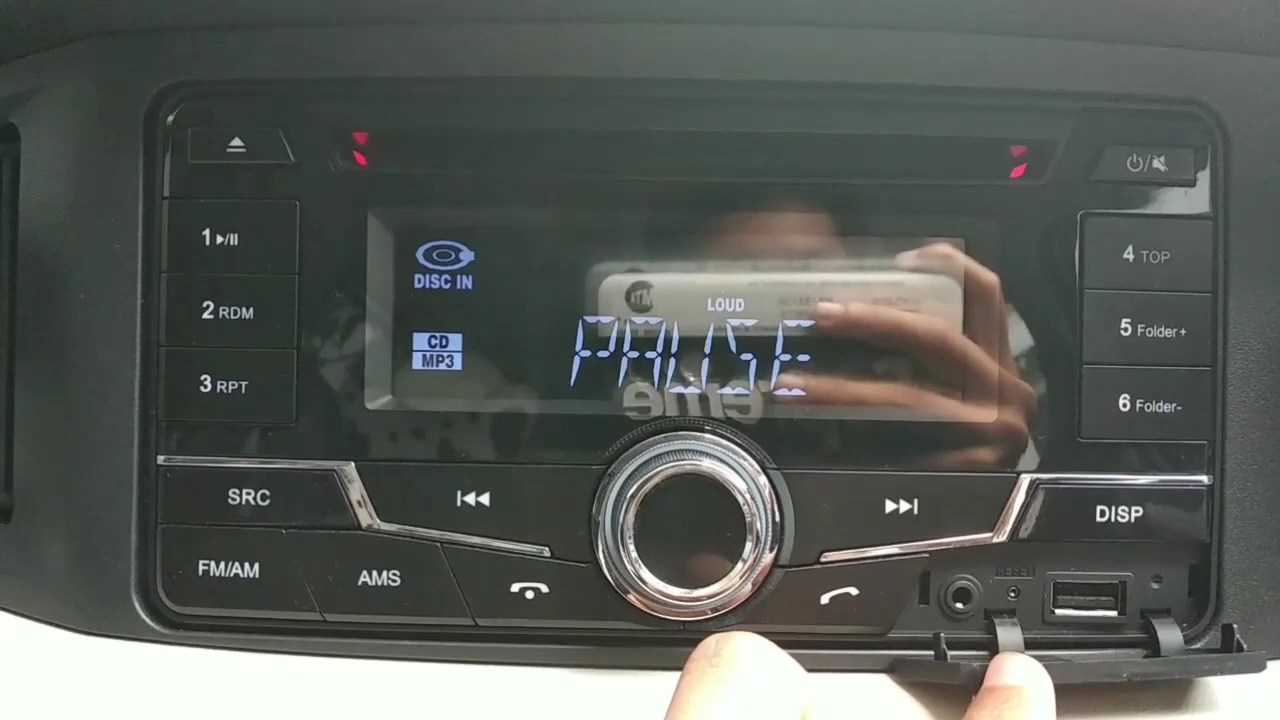 1
2 RDM
3 RPT
DISC IN
CD
MP3
LOUD
PAUSE
4 TOP
5 Folder+
6 Folder-
SRC
DISP
FM/AM
AMS
RESET